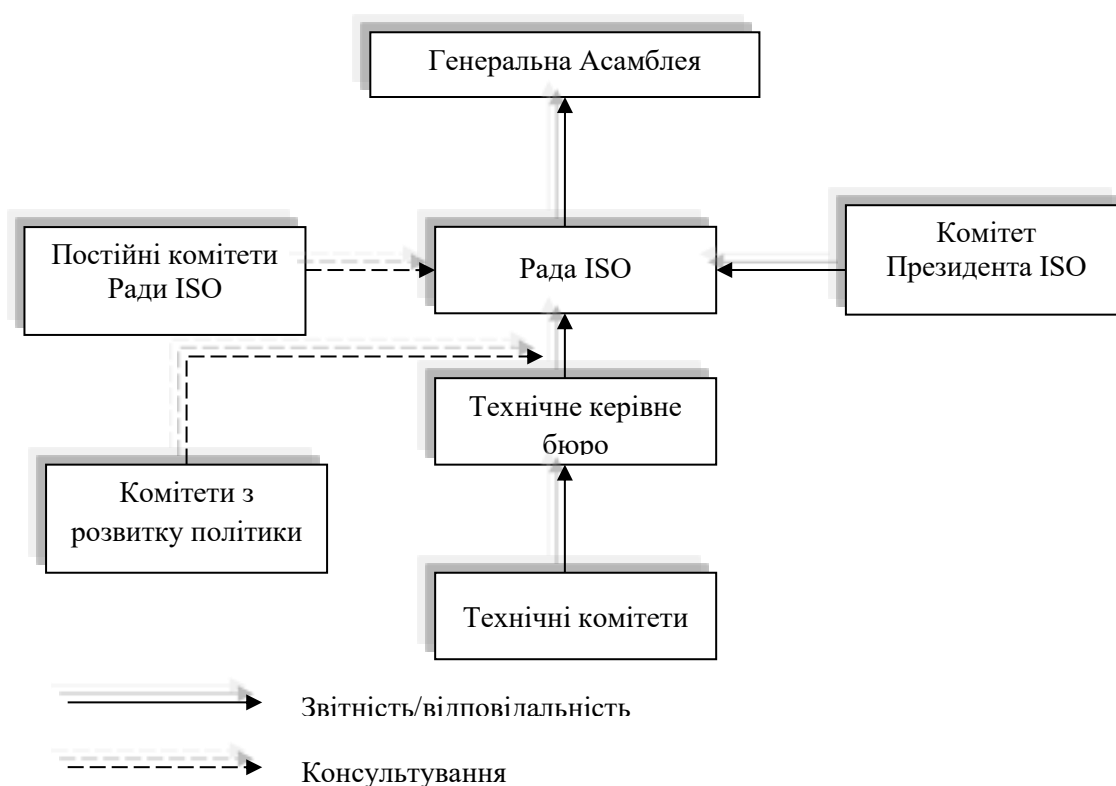 Генеральна Асамблея
Постійні комітети
Ради ISO
Рада ISO
Комітет
Президента ISO
Технічне керівне
бюро
Комітети з
розвитку політики
Технічні комітети
Звітність/відповідальність
Консультування